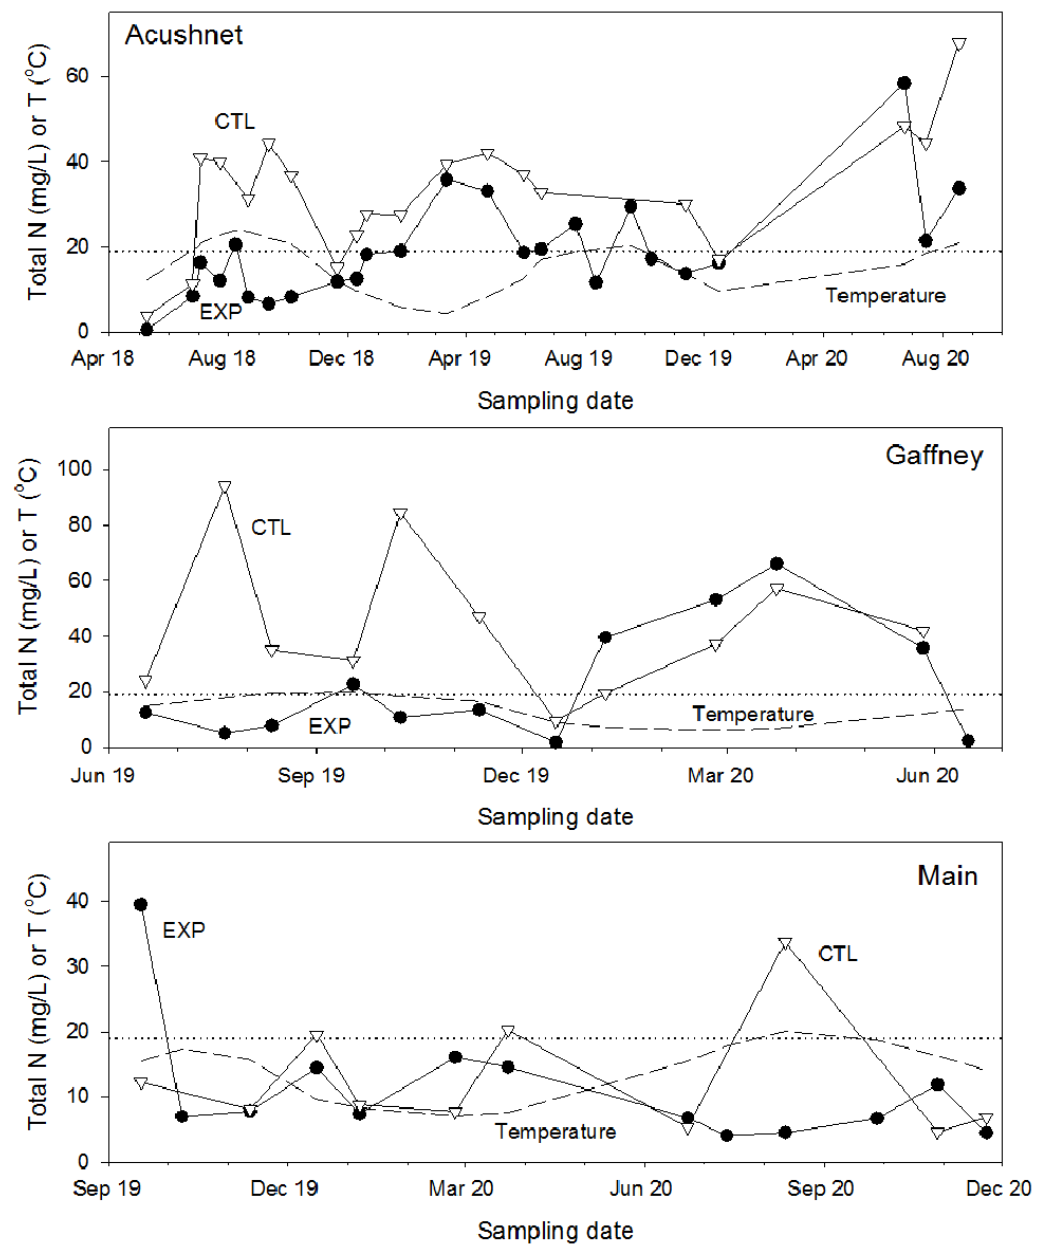 Acushnet
Total N (mg/L) or T (°C)
60
40
20
0
CTL
EXP
Temperature
Apr 18 Aug 18 Dec 18 Apr 19 Aug 19 Dec 19 Apr 20 Aug 20
Sampling date
Gaffney
Total N (mg/L) or T (°C)
100
80
60
40
20
0
CTL
EXP
Temperature
Jun 19 Sep 19 Dec 19 Mar 20 Jun 20
Sampling date
Main
Total N (mg/L) or T (°C)
40
30
20
10
0
EXP
CTL
Temperature
Sep 19 Dec 19 Mar 20 Jun 20 Sep 20 Dec 20
Sampling date